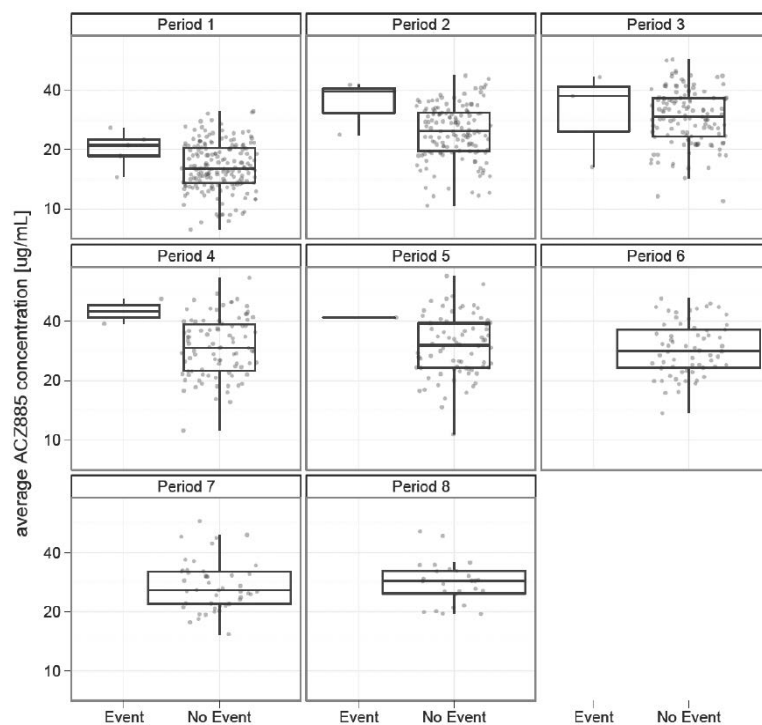 Period 1
Period 2
Period 3
40
20
10
Period 4
Period 5
Period 6
40
20
10
Period 7
Period 8
40
20
10
Event
No Event
Event
No Event
Event
No Event
average ACZ885 concentration [ug/mL]